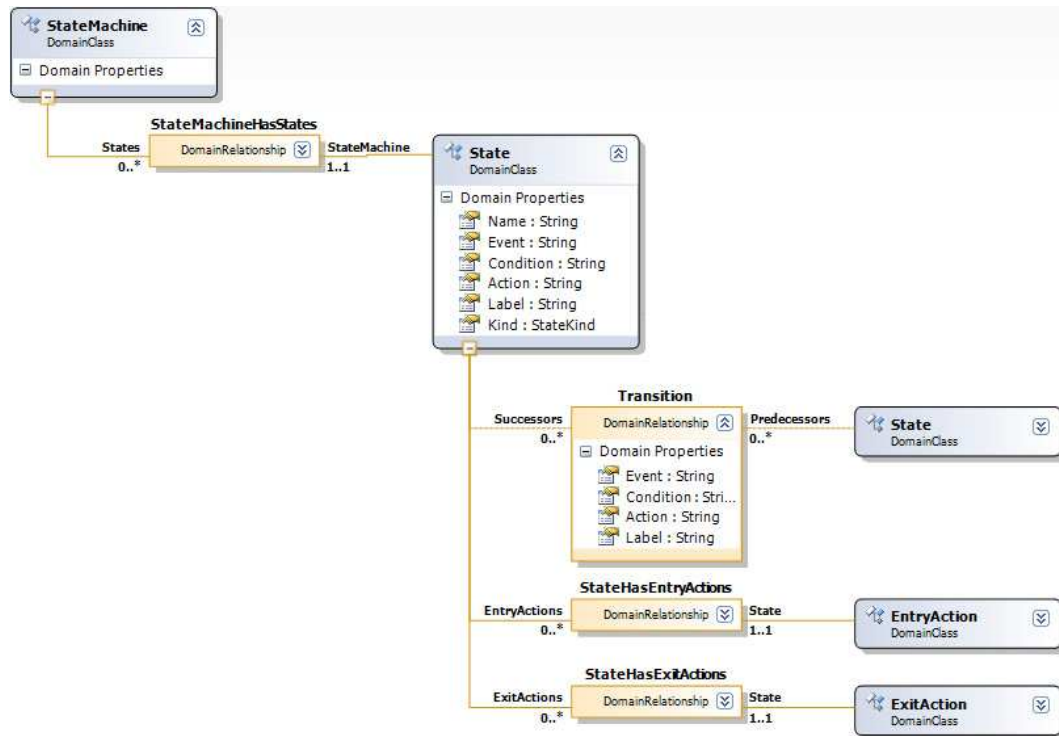 StateMachine
DomainClass
Domain Properties
StateMachineHasStates
States
DomainRelationship
StateMachine
0..*
1..1
State
DomainClass
Domain Properties
Name : String
Event : String
Condition : String
Action : String
Label : String
Kind : StateKind
Transition
Successors
DomainRelationship
Predecessors
0..*
0..*
State
DomainClass
Domain Properties
Event : String
Condition : Stri...
Action : String
Label : String
StateHasEntryActions
EntryActions
DomainRelationship
State
0..*
1..1
EntryAction
DomainClass
StateHasExitActions
ExitActions
DomainRelationship
State
0..*
1..1
ExitAction
DomainClass